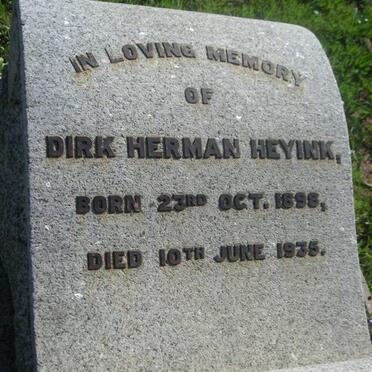 IN LOVING MEMORY
OF
DIRK HERMAN HEYINK,
BORN 23RD OCT. 1898,
DIED 10TH JUNE 1935.